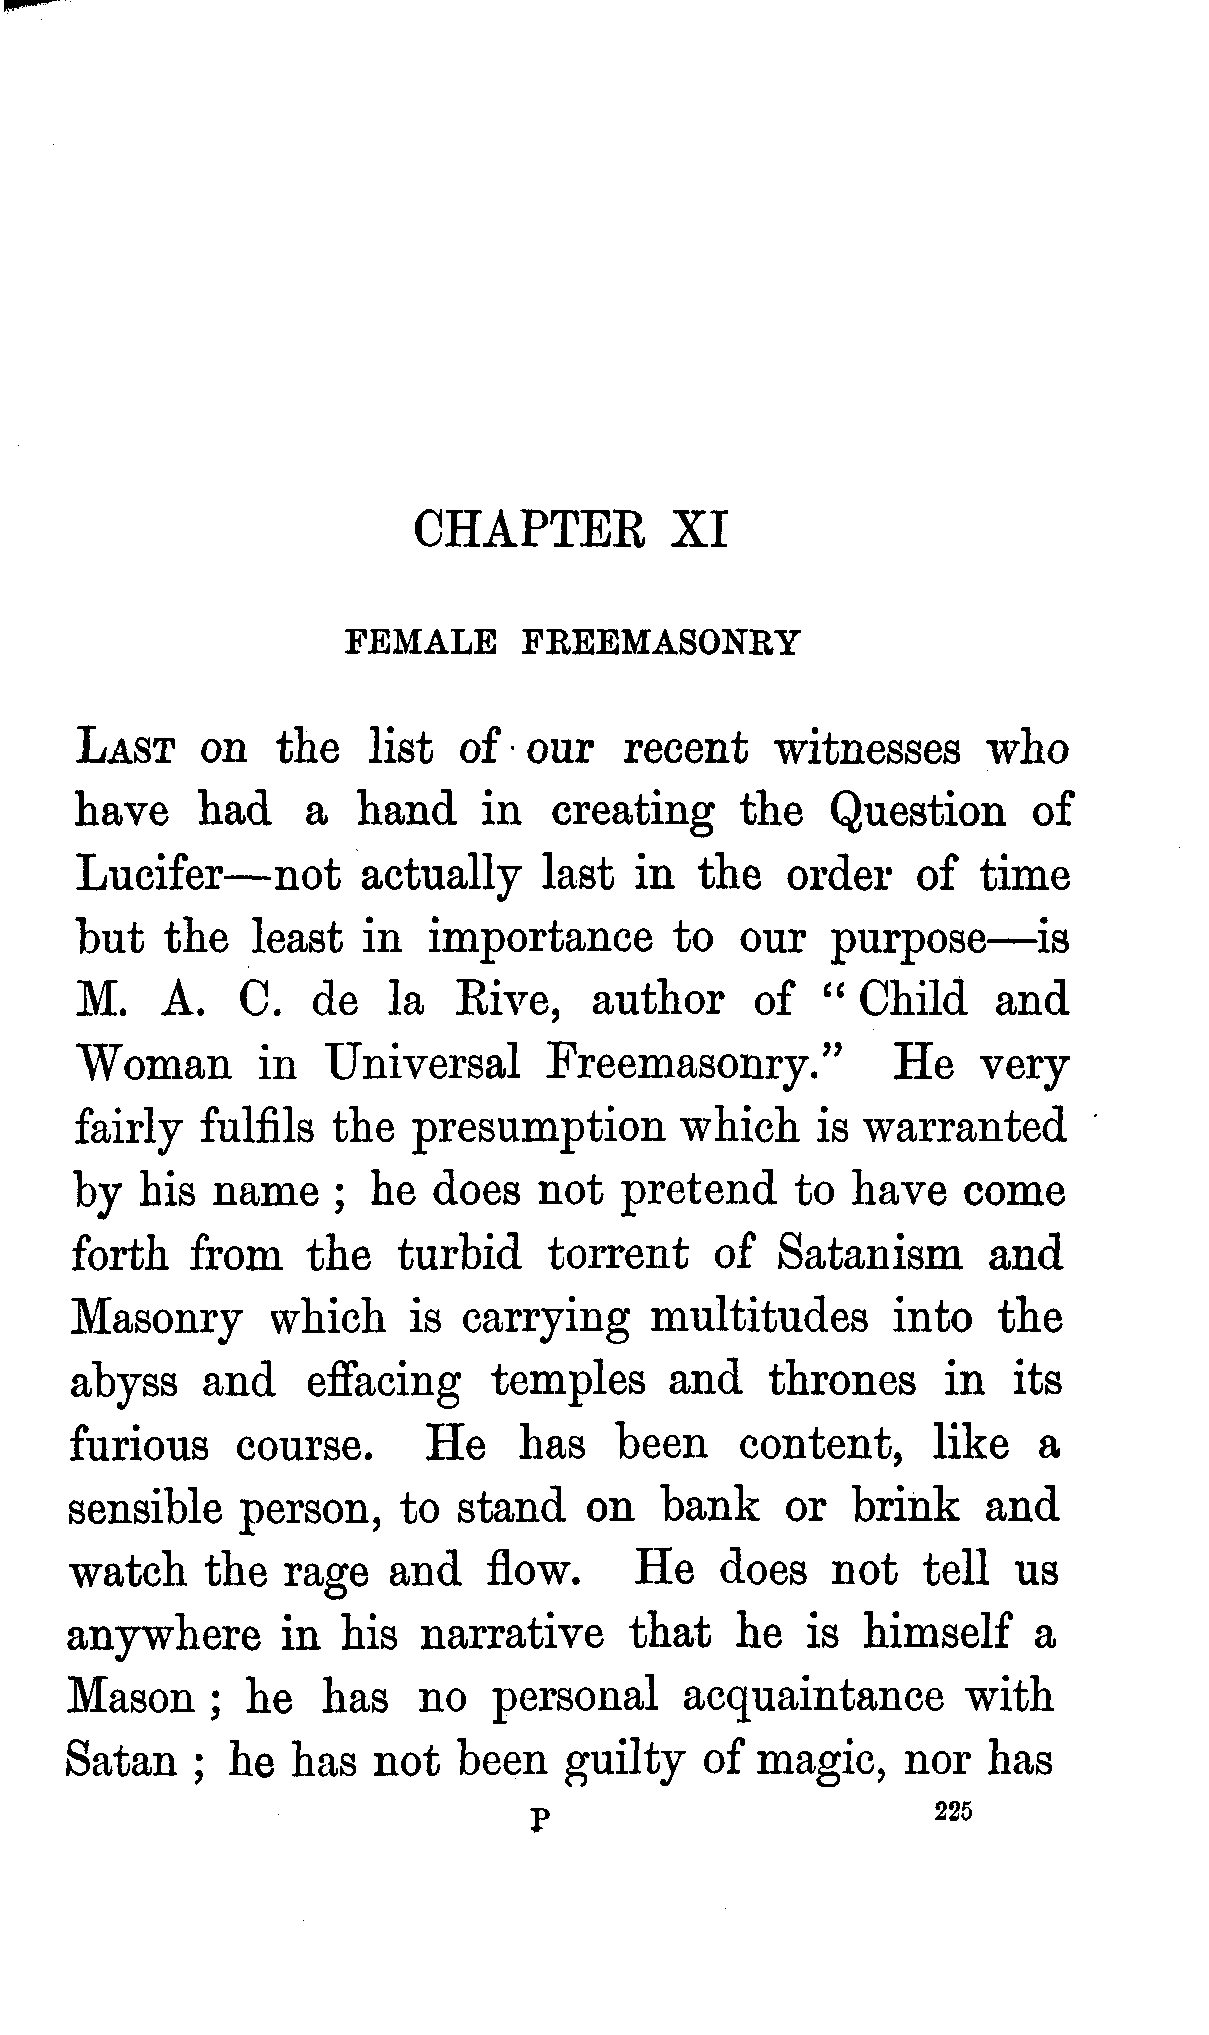 CHAPTER XI
FEMALE FREEMASONRY
LAST on the list of our recent witnesses who
have had a hand in creating the Question of
Lucifer—not actually last in the order of time
but the least in importance to our purpose—is
M. A. C. de la Rive, author of “Child and
Woman in Universal Freemasonry.” He very
fairly fulfils the presumption which is warranted
by his name ; he does not pretend to have come
forth from the turbid torrent of Satanism and
Masonry which is carrying multitudes into the
abyss and effacing temples and thrones in its
furious course. He has been content, like a
sensible person, to stand on bank or brink and
watch the rage and flow. He does not tell us
anywhere in his narrative that he is himself a
Mason ; he has no personal acquaintance with
Satan ; he has not been guilty of magic, nor has
P 225